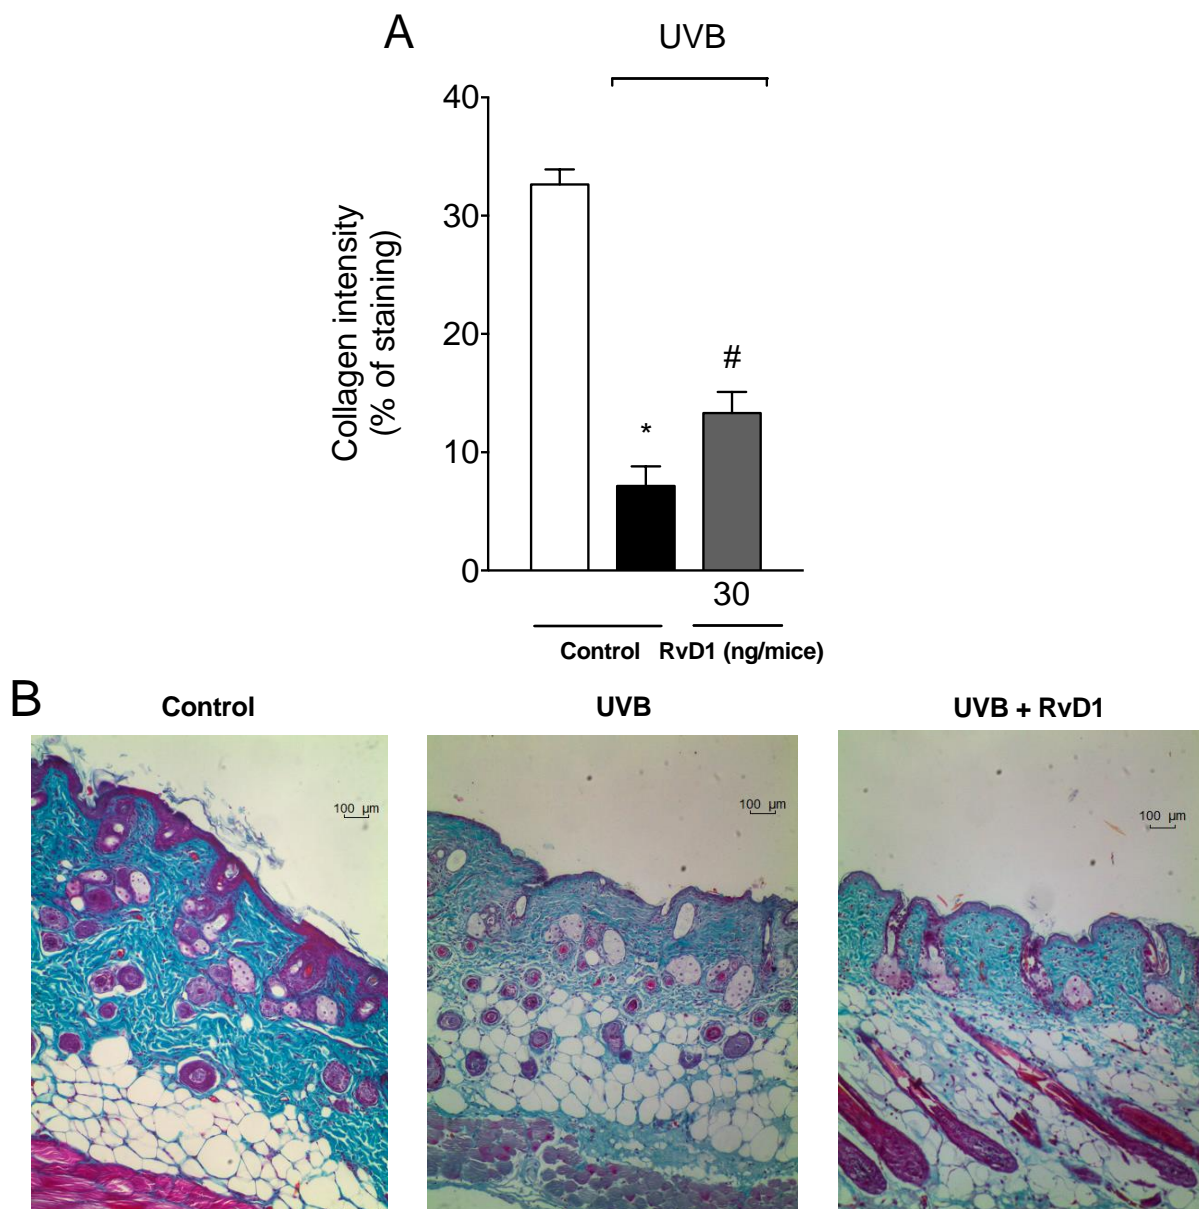 A
UVB
40
30
20
10
0
Collagen intensity
(% of staining)
*
#
30
Control
RvD1 (ng/mice)
B
Control
UVB
UVB + RvD1
100 µm
100 µm
100 µm